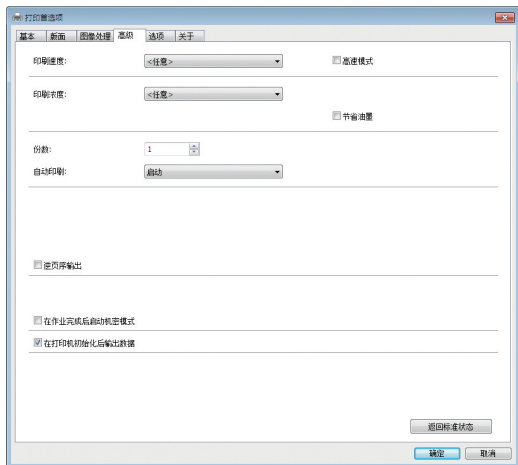 打印首选项
基本 版面 图像处理 高级 选项 关于
印刷速度: <任意> 高速模式
印刷浓度: <任意>
节省油墨
份数: 1
自动印刷: 启动
逆页序输出
在作业完成后启动机密模式
在打印机初始化后输出数据
返回标准状态
确定 取消